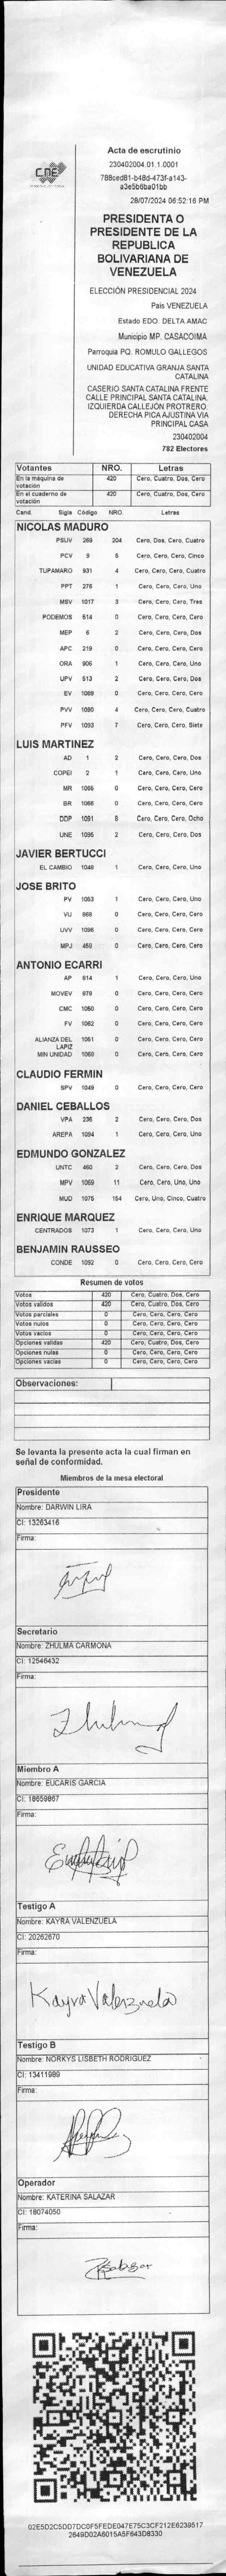 CNE
Acta de escrutinio
230402004.01.1.0001
788ced81-b48d-473f-a143-
a3e5b6ba01bb
28/07/2024 06:52:16 PM
PRESIDENTA O
PRESIDENTE DE LA
REPUBLICA
BOLIVARIANA DE
VENEZUELA
ELECCIÓN PRESIDENCIAL 2024
Pais VENEZUELA
Estado EDO. DELTA AMAC
Municipio MP. CASACOIMA
Parroquia PQ. ROMULO GALLEGOS
UNIDAD EDUCATIVA GRANJA SANTA
CATALINA
CASERIO SANTA CATALINA FRENTE
CALLE PRINCIPAL SANTA CATALINA.
IZQUIERDA CALLEJÓN PROTRERO.
DERECHA PICA AJUSTINA VIA
PRINCIPAL CASA
230402004
782 Electores
Votantes NRO. Letras
En la máquina de votación 420 Cero, Cuatro, Dos, Cero
En el cuaderno de votación 420 Cero, Cuatro, Dos, Cero
Cand. Sigla Código NRO. Letras
NICOLAS MADURO
PSUV 269 204 Cero, Dos, Cero, Cuatro
PCV 9 5 Cero, Cero, Cero, Cinco
TUPAMARO 931 4 Cero, Cero, Cero, Cuatro
PPT 276 1 Cero, Cero, Cero, Uno
MSV 1017 3 Cero, Cero, Cero, Tres
PODEMOS 514 0 Cero, Cero, Cero, Cero
MEP 6 2 Cero, Cero, Cero, Dos
APC 219 0 Cero, Cero, Cero, Cero
ORA 906 1 Cero, Cero, Cero, Uno
UPV 513 2 Cero, Cero, Cero, Dos
EV 1089 0 Cero, Cero, Cero, Cero
PVV 1090 4 Cero, Cero, Cero, Cuatro
PFV 1093 7 Cero, Cero, Cero, Siete
LUIS MARTINEZ
AD 1 2 Cero, Cero, Cero, Dos
COPEI 2 1 Cero, Cero, Cero, Uno
MR 1065 0 Cero, Cero, Cero, Cero
BR 1066 0 Cero, Cero, Cero, Cero
DDP 1091 8 Cero, Cero, Cero, Ocho
UNE 1095 2 Cero, Cero, Cero, Dos
JAVIER BERTUCCI
EL CAMBIO 1048 1 Cero, Cero, Cero, Uno
JOSE BRITO
PV 1053 1 Cero, Cero, Cero, Uno
VU 868 0 Cero, Cero, Cero, Cero
UVV 1096 0 Cero, Cero, Cero, Cero
MPJ 459 0 Cero, Cero, Cero, Cero
ANTONIO ECARRI
AP 614 1 Cero, Cero, Cero, Uno
MOVEV 979 0 Cero, Cero, Cero, Cero
CMC 1050 0 Cero, Cero, Cero, Cero
FV 1062 0 Cero, Cero, Cero, Cero
ALIANZA DEL LAPIZ 1051 0 Cero, Cero, Cero, Cero
MIN UNIDAD 1068 0 Cero, Cero, Cero, Cero
CLAUDIO FERMIN
SPV 1049 0 Cero, Cero, Cero, Cero
DANIEL CEBALLOS
VPA 236 2 Cero, Cero, Cero, Dos
AREPA 1094 1 Cero, Cero, Cero, Uno
EDMUNDO GONZALEZ
UNTC 460 2 Cero, Cero, Cero, Dos
MPV 1069 11 Cero, Cero, Uno, Uno
MUD 1075 154 Cero, Uno, Cinco, Cuatro
ENRIQUE MARQUEZ
CENTRADOS 1073 1 Cero, Cero, Cero, Uno
BENJAMIN RAUSSEO
CONDE 1092 0 Cero, Cero, Cero, Cero
Resumen de votos
Votos 420 Cero, Cuatro, Dos, Cero
Votos validos 420 Cero, Cuatro, Dos, Cero
Votos parciales 0 Cero, Cero, Cero, Cero
Votos nulos 0 Cero, Cero, Cero, Cero
Votos vacios 0 Cero, Cero, Cero, Cero
Opciones validas 420 Cero, Cuatro, Dos, Cero
Opciones nulas 0 Cero, Cero, Cero, Cero
Opciones vacias 0 Cero, Cero, Cero, Cero
Observaciones:
Se levanta la presente acta la cual firman en
señal de conformidad.
Miembros de la mesa electoral
Presidente
Nombre: DARWIN LIRA
CI: 13263416
Firma:
Secretario
Nombre: ZHULMA CARMONA
CI: 12546432
Firma:
Miembro A
Nombre: EUCARIS GARCIA
CI: 18659867
Firma:
Testigo A
Nombre: KAYRA VALENZUELA
CI: 20262670
Firma:
Kayra Valenzuela
Testigo B
Nombre: NORKYS LISBETH RODRIGUEZ
CI: 13411989
Firma:
Operador
Nombre: KATERINA SALAZAR
CI: 18074050
Firma:
02E5D2C5DD7DC0F5FEDE047E75C3CF212E6239517
2649D02A6015A5F643D8330